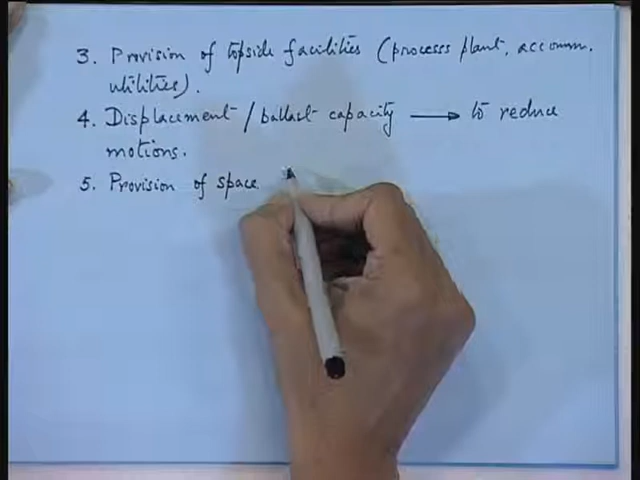 3. Provision of topside facilities (process plant, accomm.
utilities).
4. Displacement / ballast capacity → to reduce
motions.
5. Provision of space